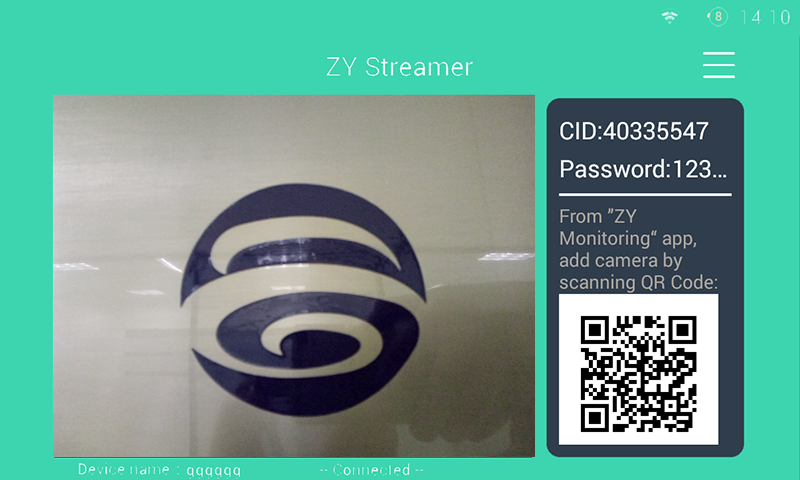 8 14 10
ZY Streamer
CID:40335547
Password:123...
From "ZY
Monitoring“ app,
add camera by
scanning QR Code:
Device name : qqqqqq -- Connected --